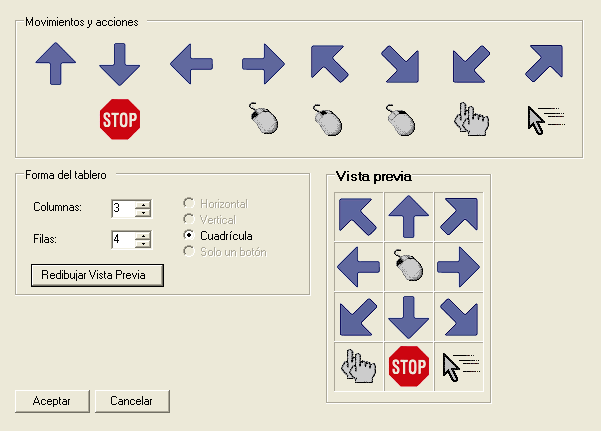 Movimientos y acciones
STOP
Forma del tablero
Columnas: 3
Filas: 4
Horizontal
Vertical
Cuadrícula
Sólo un botón
Redibujar Vista Previa
Vista previa
STOP
Aceptar
Cancelar